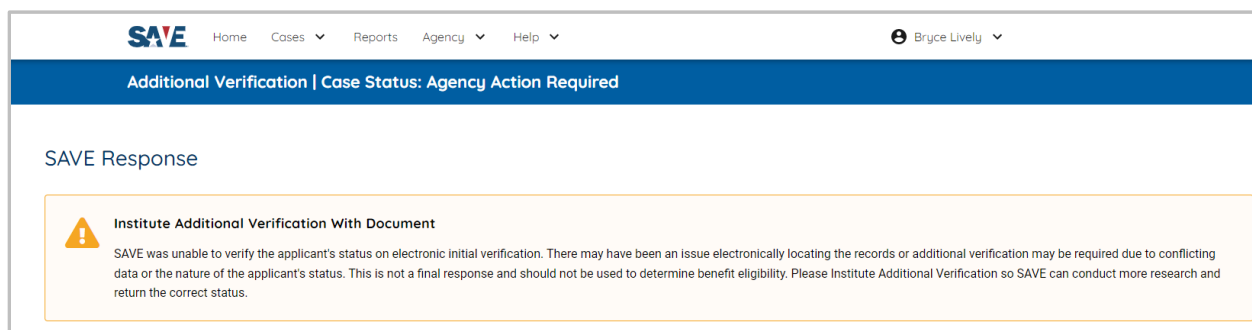 SAVE Home Cases Reports Agency Help Bryce Lively
Additional Verification | Case Status: Agency Action Required
SAVE Response
Institute Additional Verification With Document
SAVE was unable to verify the applicant's status on electronic initial verification. There may have been an issue electronically locating the records or additional verification may be required due to conflicting
data or the nature of the applicant's status. This is not a final response and should not be used to determine benefit eligibility. Please Institute Additional Verification so SAVE can conduct more research and
return the correct status.